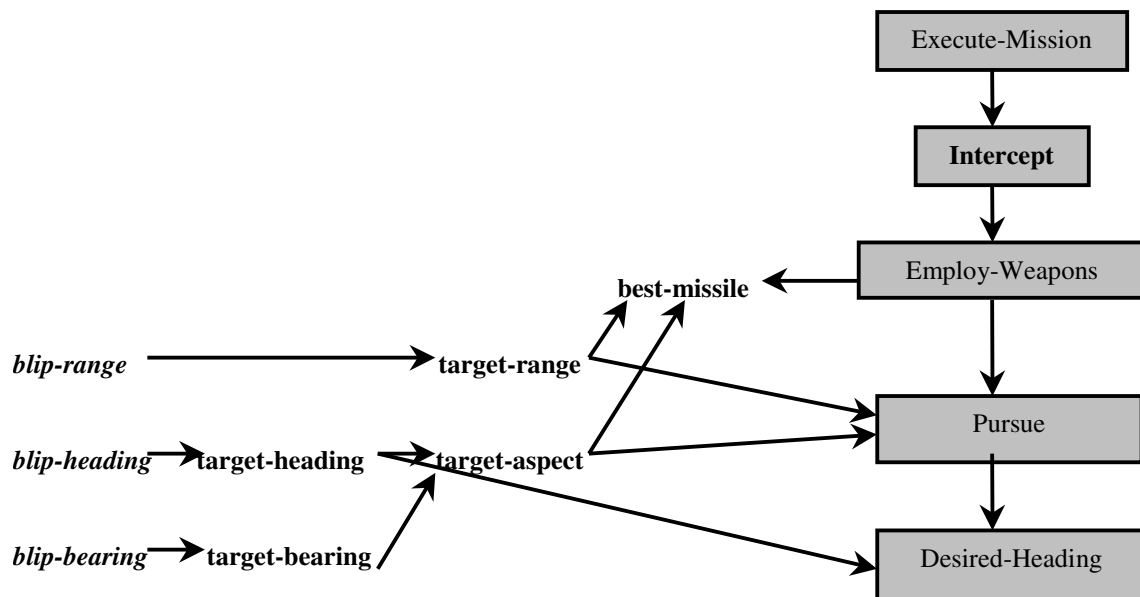 Execute-Mission
Intercept
Employ-Weapons
best-missile
blip-range
target-range
Pursue
blip-heading
target-heading
target-aspect
blip-bearing
target-bearing
Desired-Heading